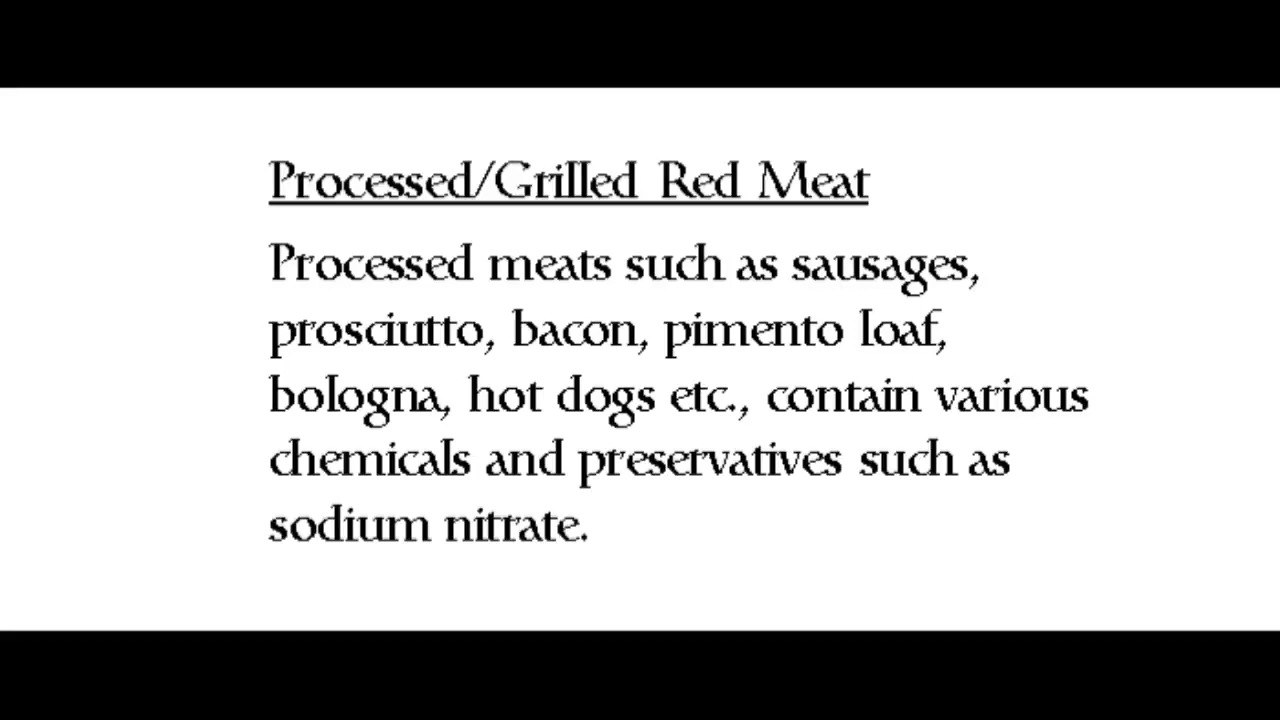 Processed/Grilled Red Meat
Processed meats such as sausages,
prosciutto, bacon, pimento loaf,
bologna, hot dogs etc., contain various
chemicals and preservatives such as
sodium nitrate.